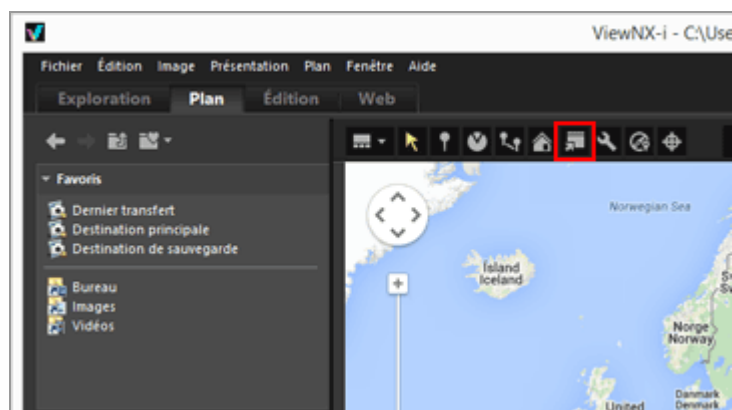 ViewNX-i - C:\Use
Fichier Édition Image Présentation Plan Fenêtre Aide
Exploration Plan Édition Web
Favoris
Dernier transfert
Destination principale
Destination de sauvegarde
Bureau
Images
Vidéos
Norwegian Sea
Ísland
Iceland
Norge
Norway
Danmark
Denmark
United